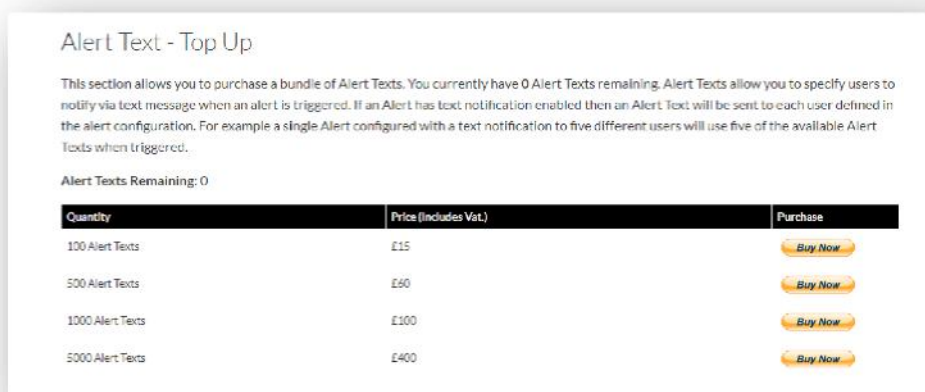 Alert Text - Top Up
This section allows you to purchase a bundle of Alert Texts. You currently have 0 Alert Texts remaining. Alert Texts allow you to specify users to
notify via text message when an alert is triggered. If an Alert has text notification enabled then an Alert Text will be sent to each user defined in
the alert configuration. For example a single Alert configured with a text notification to five different users will use five of the available Alert
Texts when triggered.
Alert Texts Remaining: 0
Quantity Price (Includes Vat.) Purchase
100 Alert Texts £15 Buy Now
500 Alert Texts £60 Buy Now
1000 Alert Texts £100 Buy Now
5000 Alert Texts £400 Buy Now